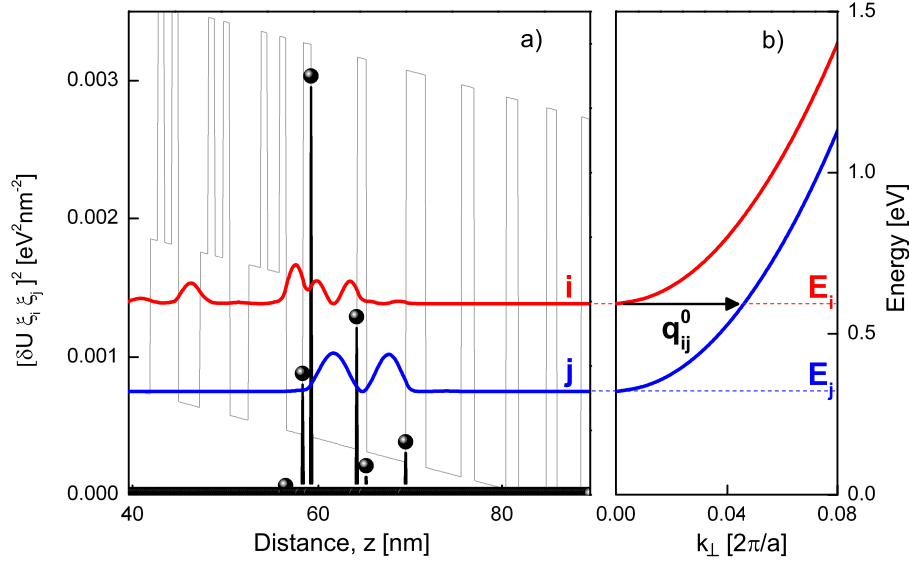 a)
b)
0.003
0.002
0.001
0.000
[δU ξi ξj ]² [eV²nm⁻²]
40
60
80
Distance, z [nm]
i
j
q⁰ij
Ei
Ej
0.00
0.04
0.08
k⊥ [2π/a]
1.5
1.0
0.5
0.0
Energy [eV]